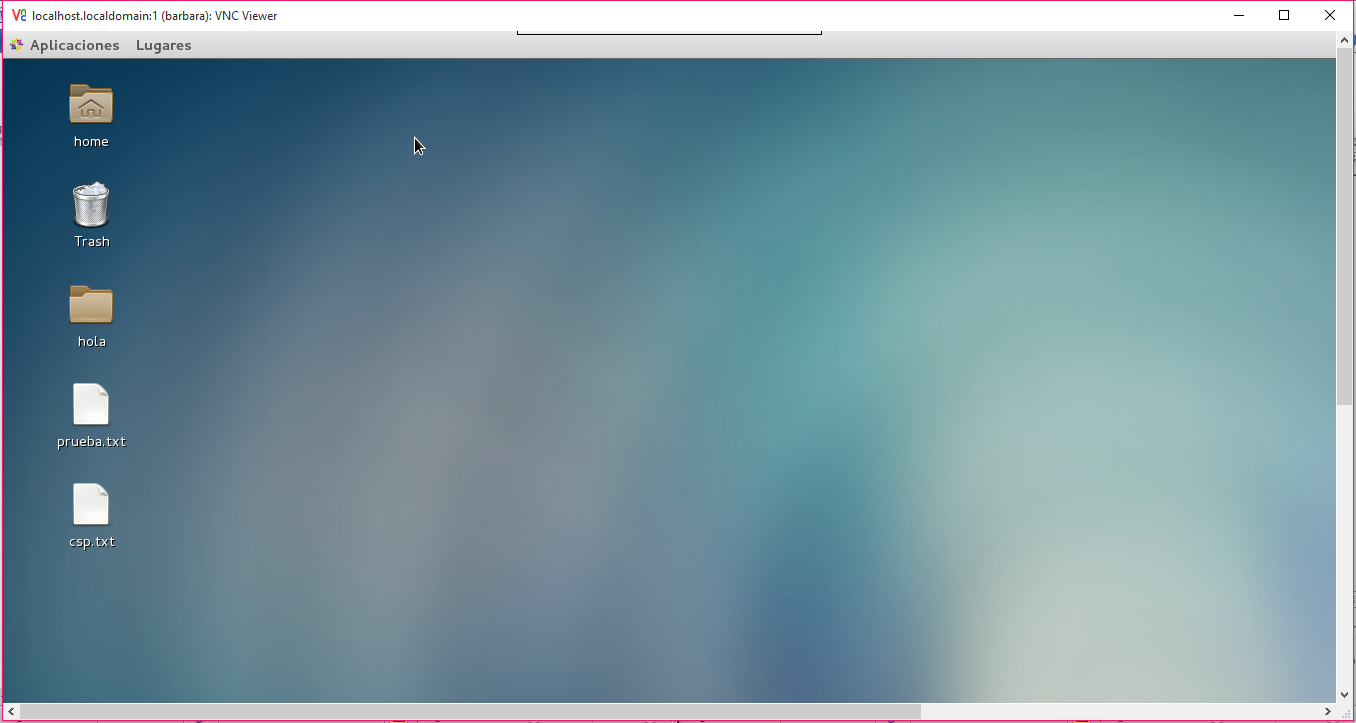 localhost.localdomain:1 (barbara): VNC Viewer
Aplicaciones Lugares
home
Trash
hola
prueba.txt
csp.txt